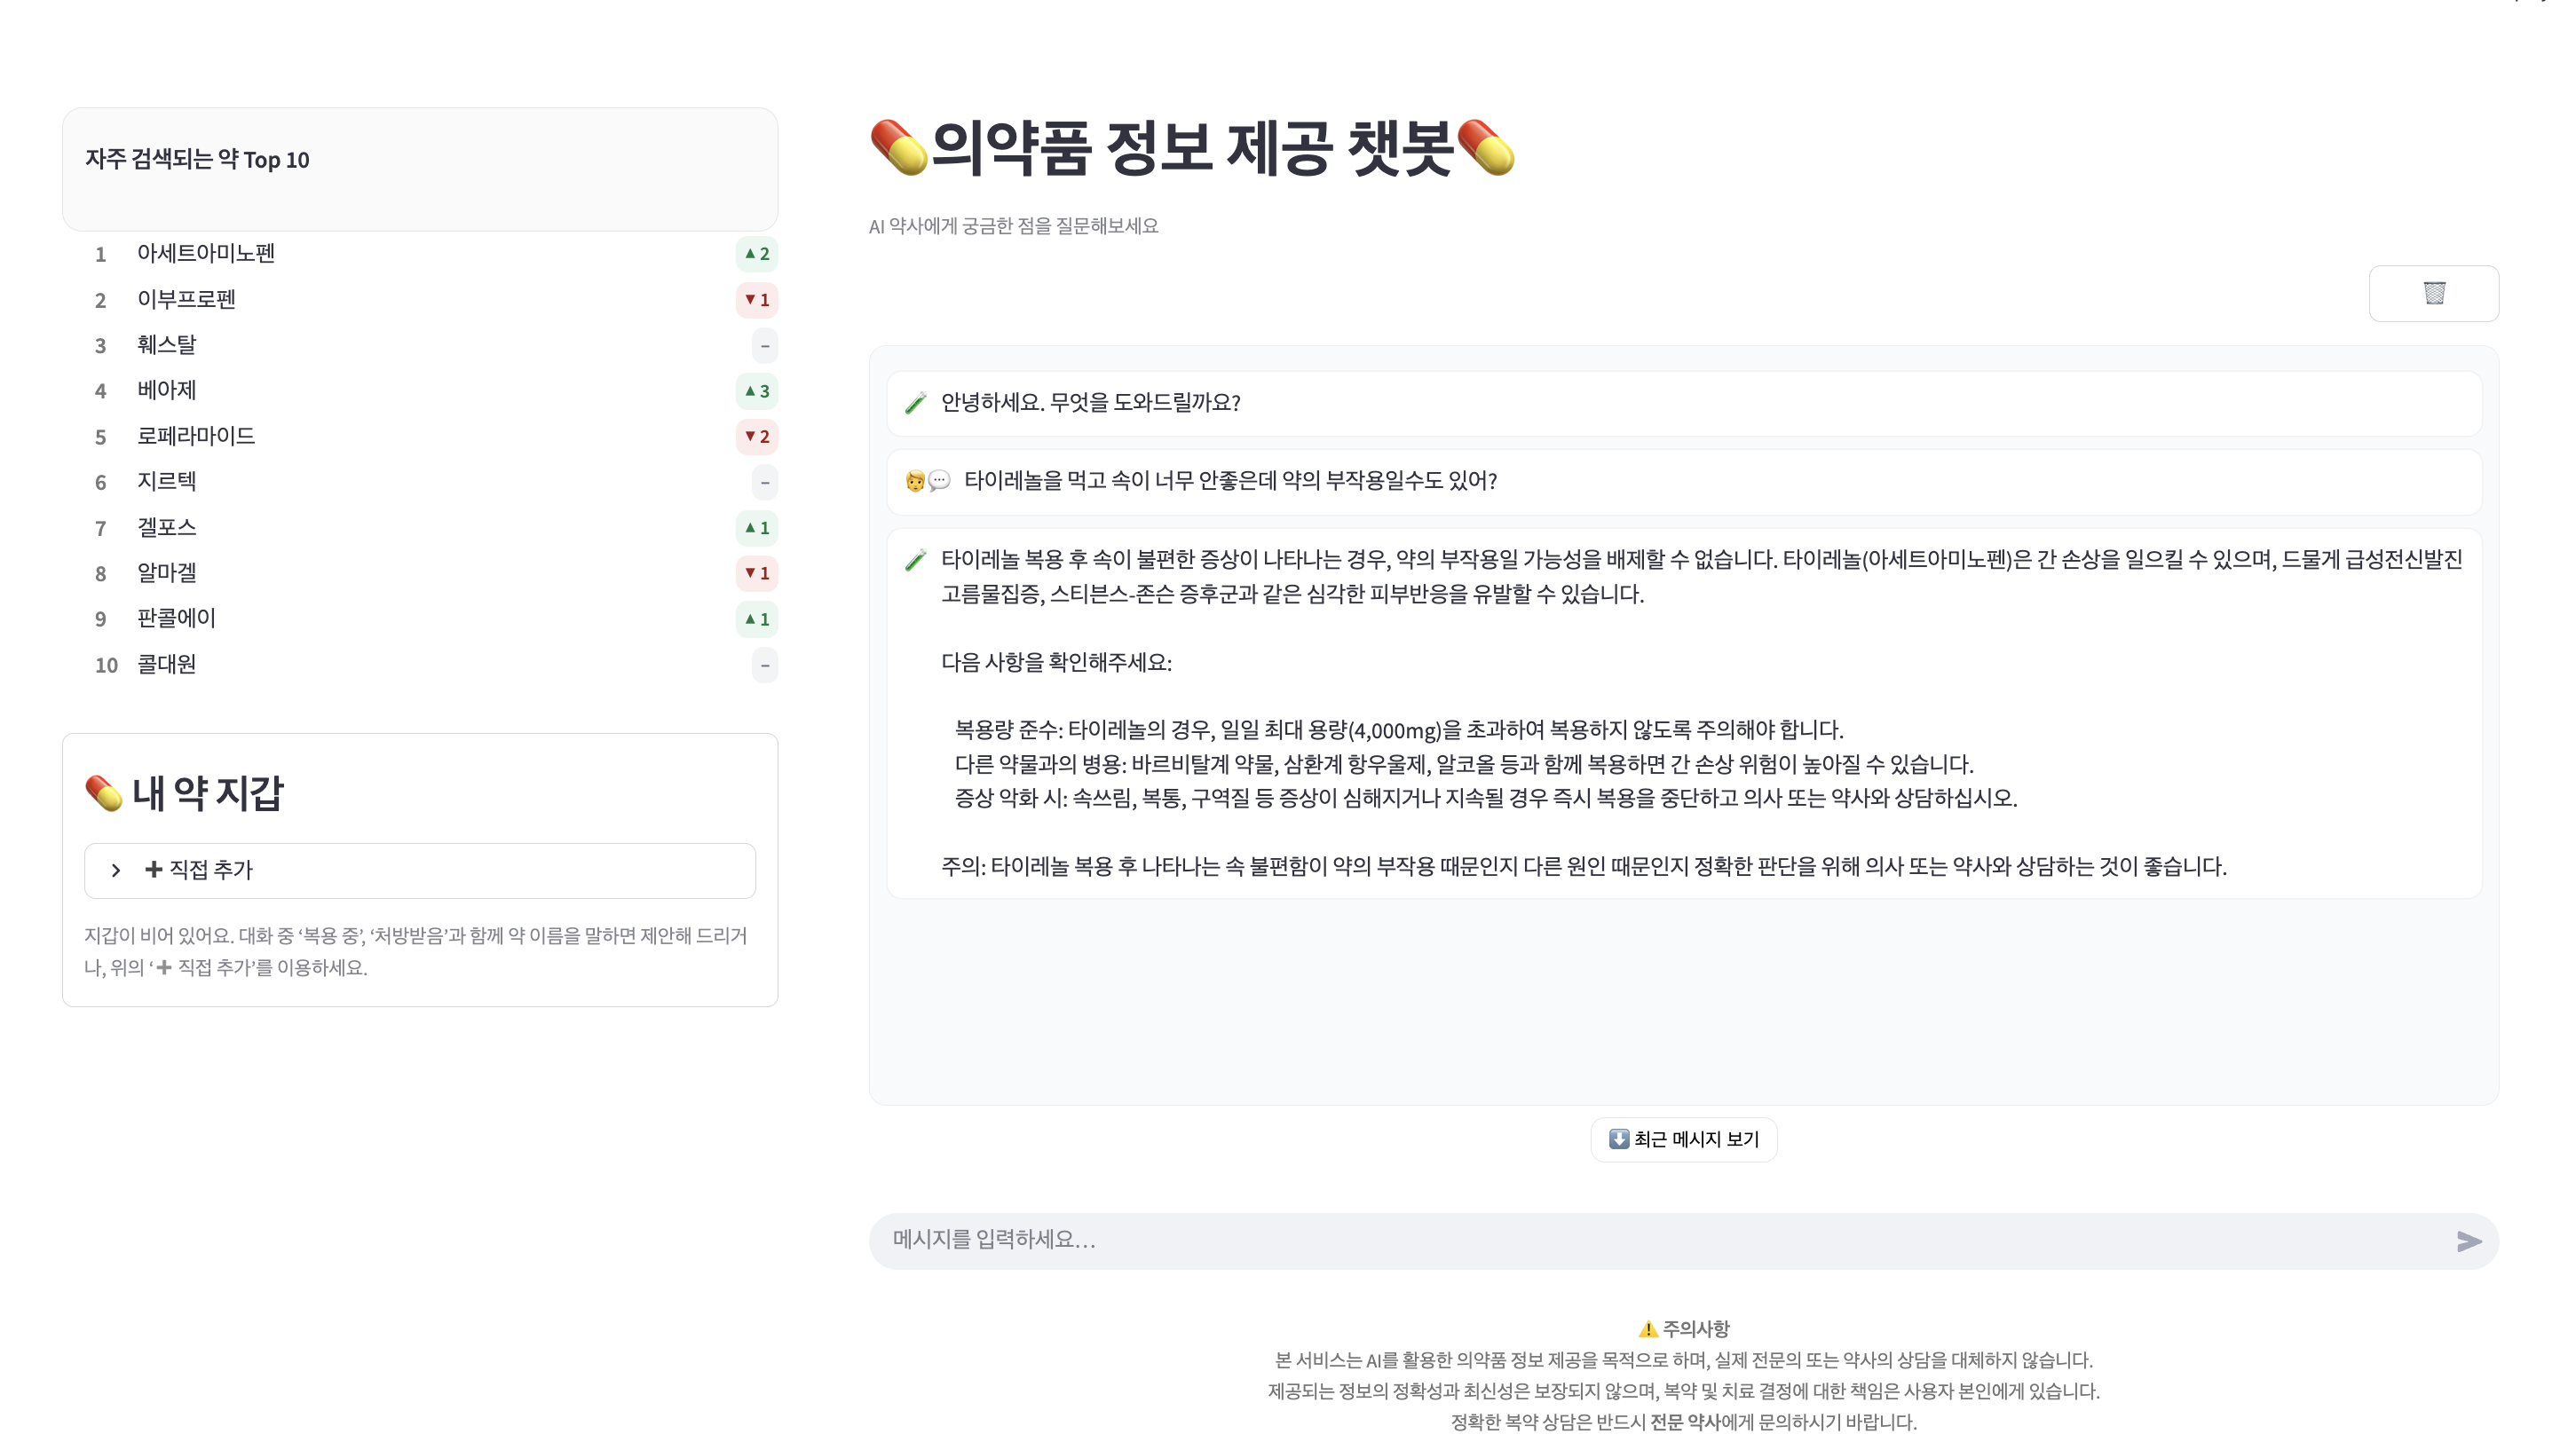 자주 검색되는 약 Top 10
1 아세트아미노펜 ▲ 2
2 이부프로펜 ▼ 1
3 훼스탈 –
4 베아제 ▲ 3
5 로페라마이드 ▼ 2
6 지르텍 –
7 겔포스 ▲ 1
8 알마겔 ▼ 1
9 판콜에이 ▲ 1
10 콜대원 –
💊 내 약 지갑
➕ 직접 추가
지갑이 비어 있어요. 대화 중 ‘복용 중’, ‘처방받음’과 함께 약 이름을 말하면 제안해 드리거
나, 위의 ‘➕ 직접 추가’를 이용하세요.
💊의약품 정보 제공 챗봇💊
AI 약사에게 궁금한 점을 질문해보세요
안녕하세요. 무엇을 도와드릴까요?
타이레놀을 먹고 속이 너무 안좋은데 약의 부작용일수도 있어?
타이레놀 복용 후 속이 불편한 증상이 나타나는 경우, 약의 부작용일 가능성을 배제할 수 없습니다. 타이레놀(아세트아미노펜)은 간 손상을 일으킬 수 있으며, 드물게 급성전신발진
고름물집증, 스티븐스-존슨 증후군과 같은 심각한 피부반응을 유발할 수 있습니다.
다음 사항을 확인해주세요:
복용량 준수: 타이레놀의 경우, 일일 최대 용량(4,000mg)을 초과하여 복용하지 않도록 주의해야 합니다.
다른 약물과의 병용: 바르비탈계 약물, 삼환계 항우울제, 알코올 등과 함께 복용하면 간 손상 위험이 높아질 수 있습니다.
증상 악화 시: 속쓰림, 복통, 구역질 등 증상이 심해지거나 지속될 경우 즉시 복용을 중단하고 의사 또는 약사와 상담하십시오.
주의: 타이레놀 복용 후 나타나는 속 불편함이 약의 부작용 때문인지 다른 원인 때문인지 정확한 판단을 위해 의사 또는 약사와 상담하는 것이 좋습니다.
⬇️ 최근 메시지 보기
메시지를 입력하세요...
⚠️ 주의사항
본 서비스는 AI를 활용한 의약품 정보 제공을 목적으로 하며, 실제 전문의 또는 약사의 상담을 대체하지 않습니다.
제공되는 정보의 정확성과 최신성은 보장되지 않으며, 복약 및 치료 결정에 대한 책임은 사용자 본인에게 있습니다.
정확한 복약 상담은 반드시 전문 약사에게 문의하시기 바랍니다.